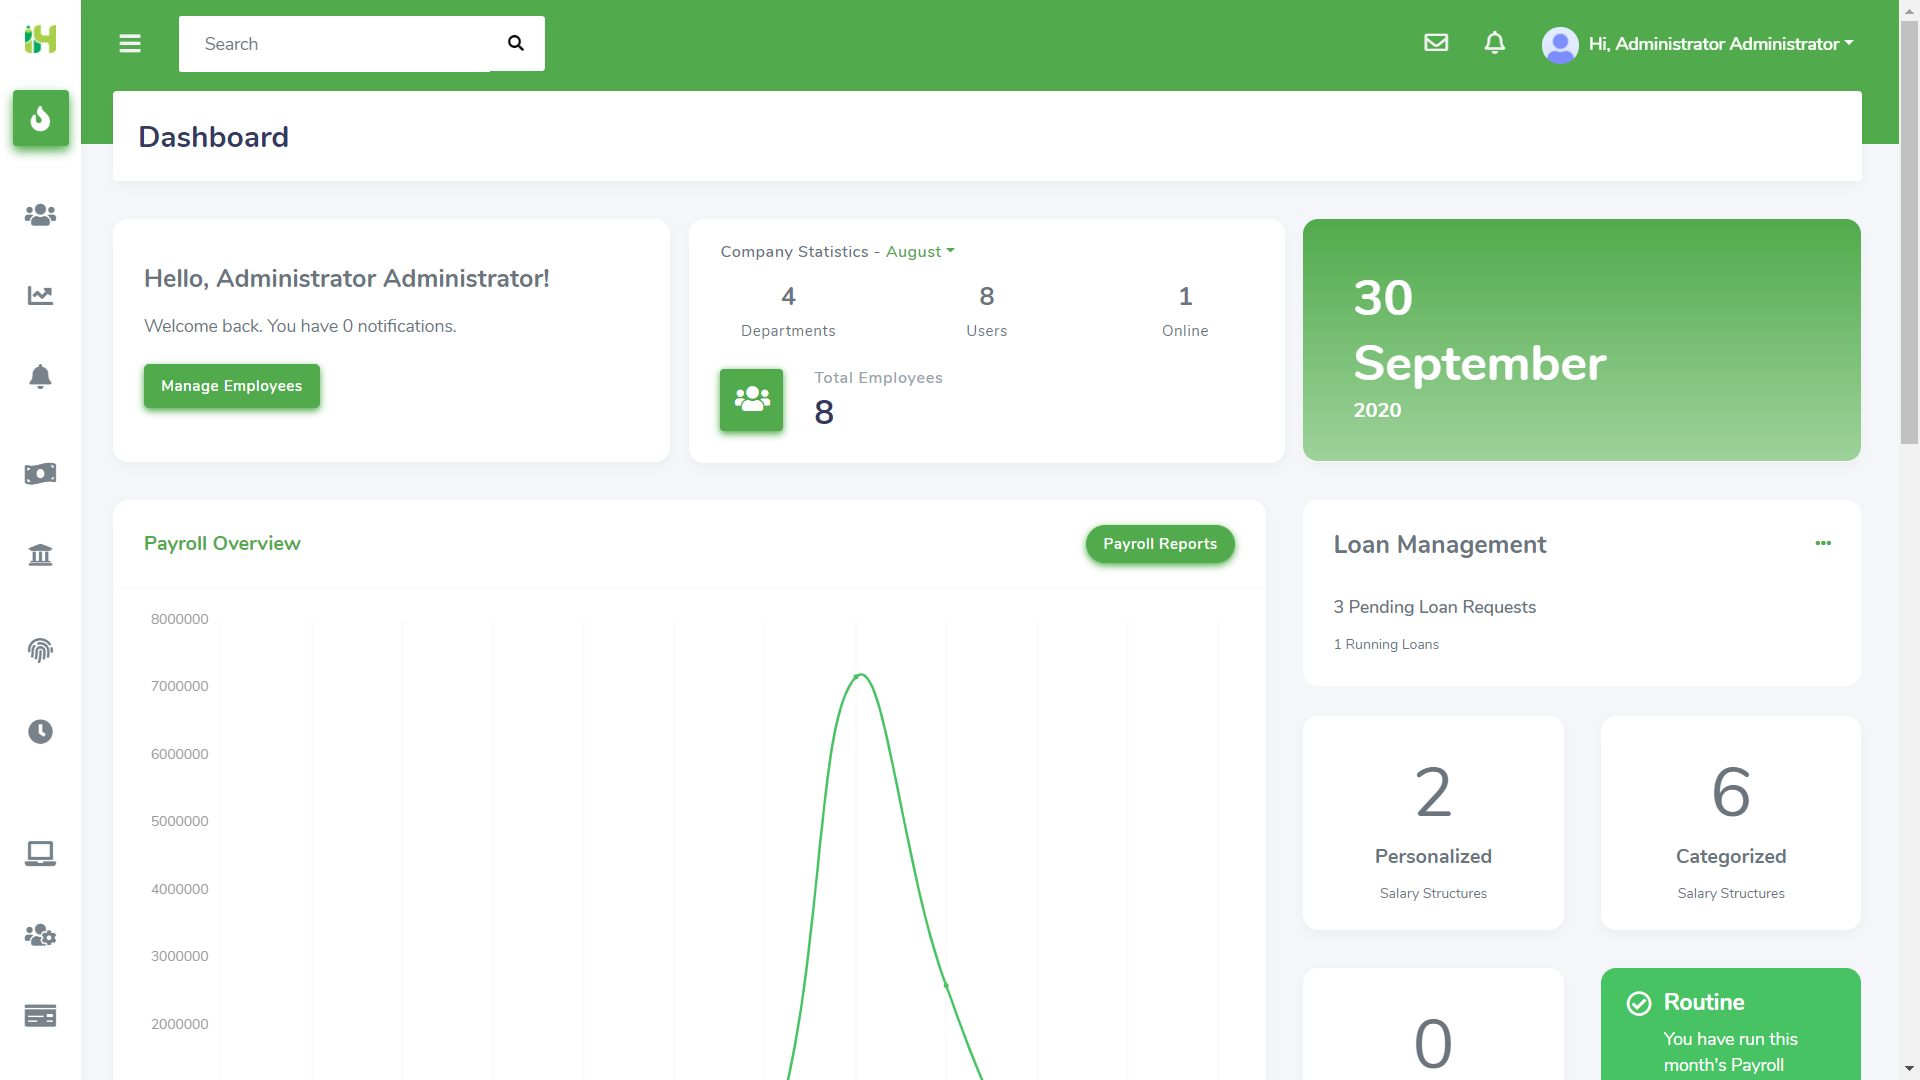 Search
Hi, Administrator Administrator
Dashboard
Hello, Administrator Administrator!
Welcome back. You have 0 notifications.
Manage Employees
Company Statistics - August
4
8
1
Departments
Users
Online
Total Employees
8
30
September
2020
Payroll Overview
Payroll Reports
8000000
7000000
6000000
5000000
4000000
3000000
2000000
Loan Management
3 Pending Loan Requests
1 Running Loans
2
Personalized
Salary Structures
6
Categorized
Salary Structures
0
Routine
You have run this
month's Payroll